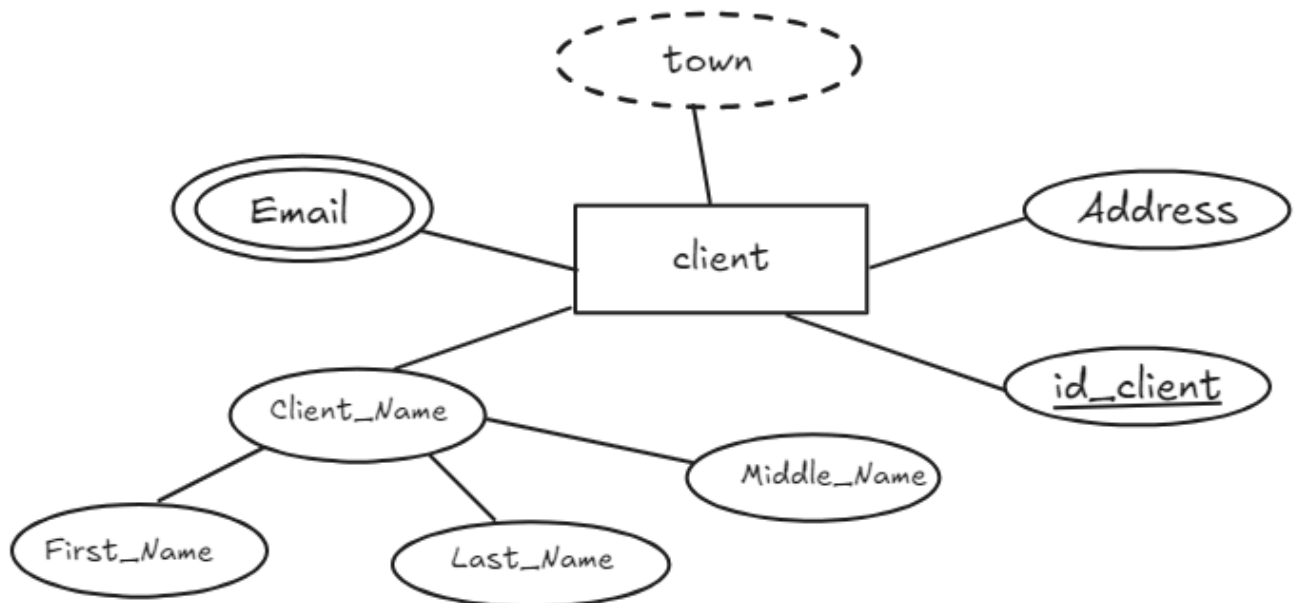 town
Email
Address
client
id_client
Client_Name
Middle_Name
First_Name
Last_Name